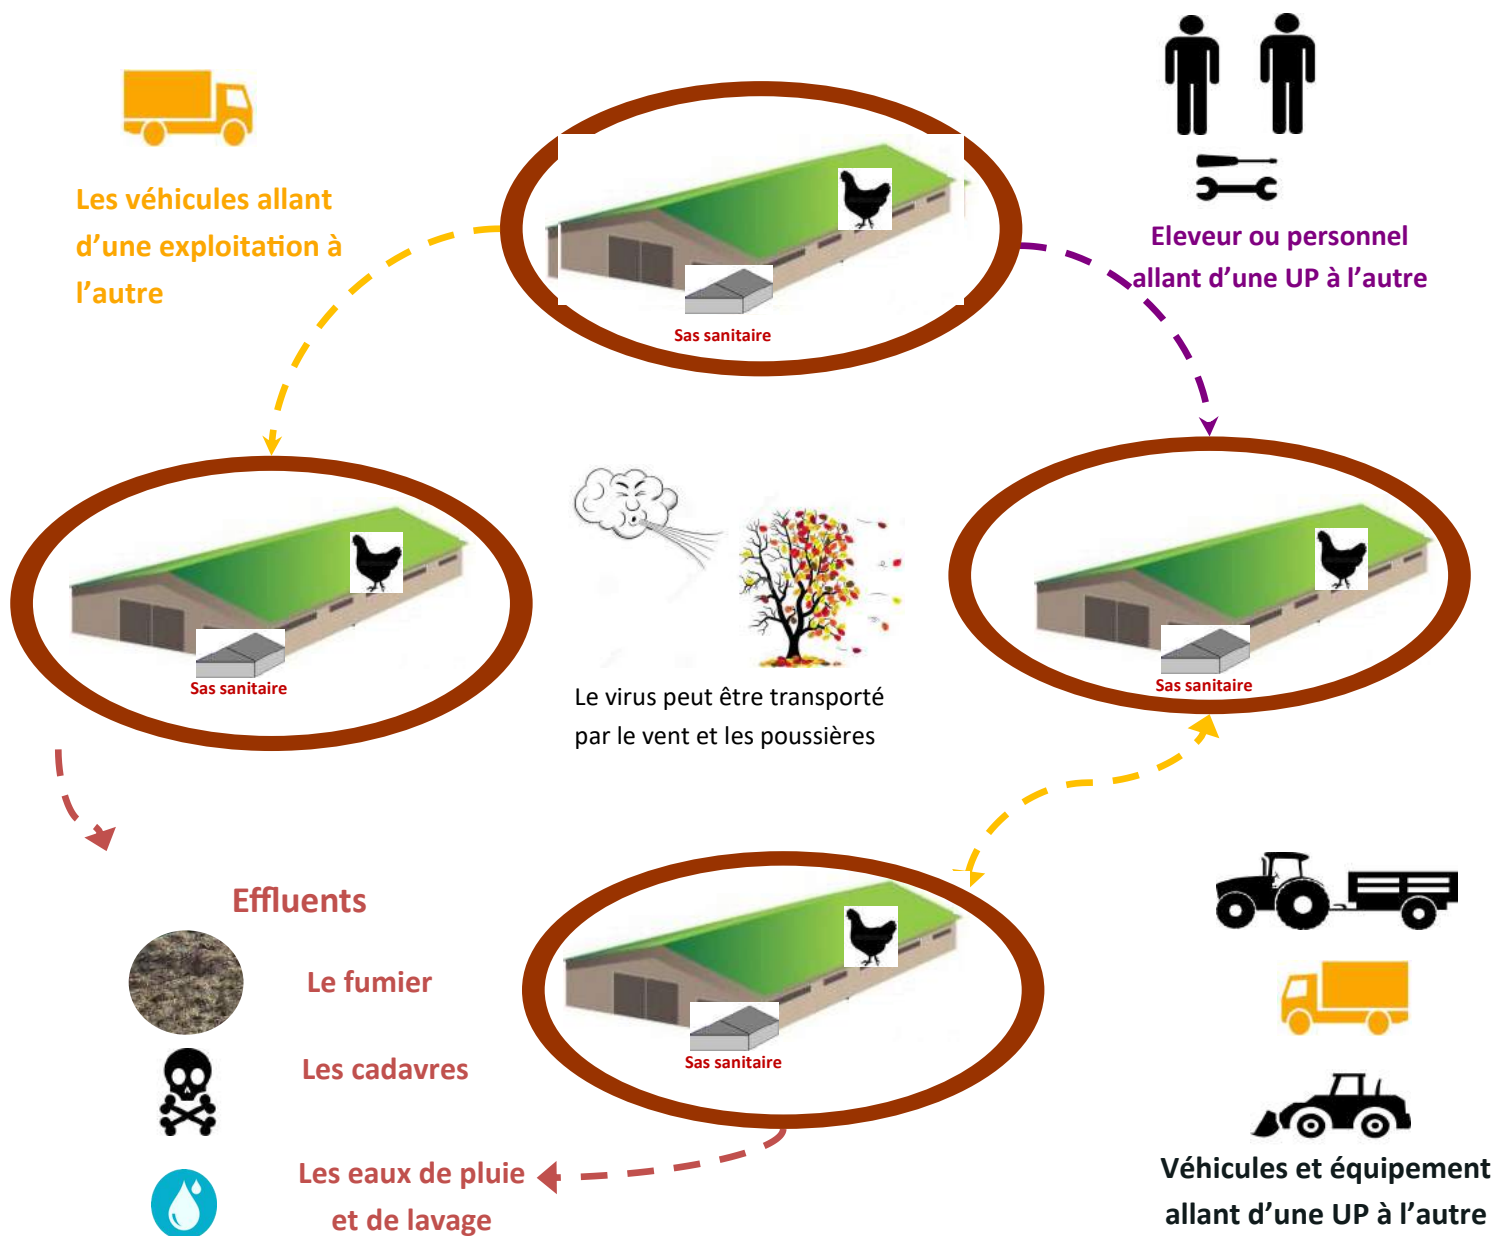 Les véhicules allant
d’une exploitation à
l’autre
Eleveur ou personnel
allant d’une UP à l’autre
Sas sanitaire
Sas sanitaire
Sas sanitaire
Le virus peut être transporté
par le vent et les poussières
Effluents
Le fumier
Les cadavres
Les eaux de pluie
et de lavage
Sas sanitaire
Véhicules et équipement
allant d’une UP à l’autre